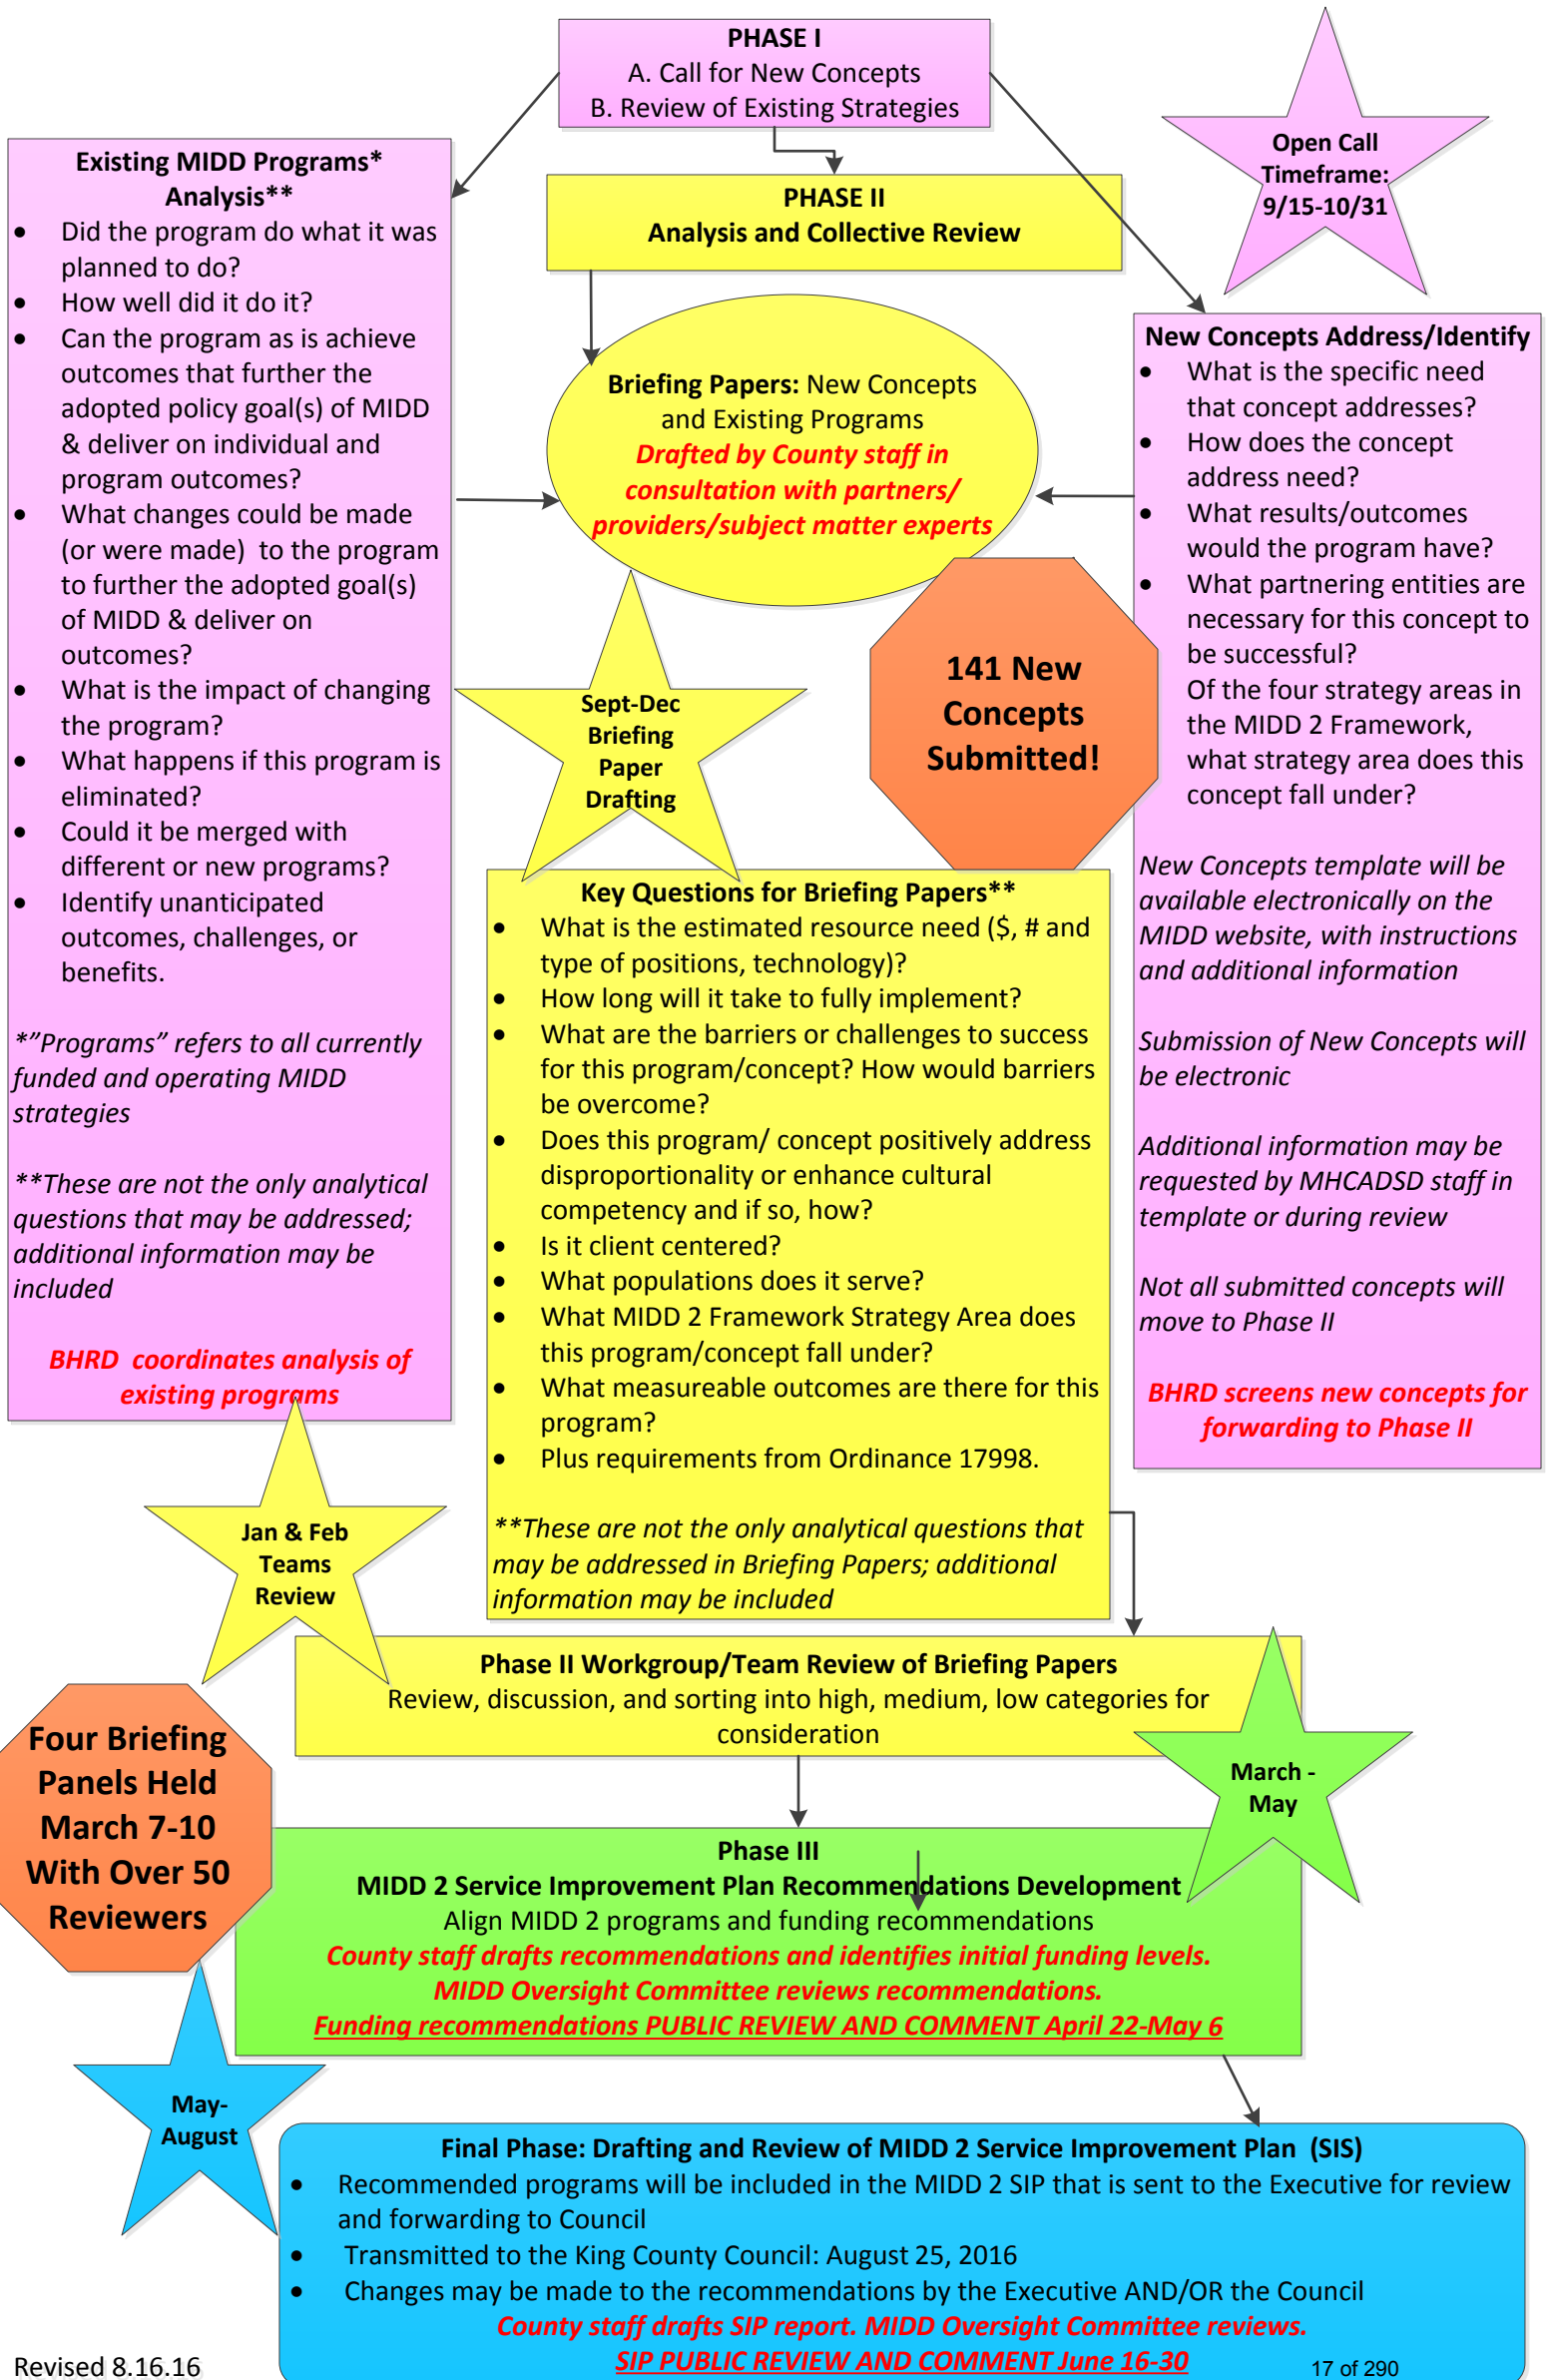 PHASE I
A. Call for New Concepts
B. Review of Existing Strategies
Open Call
Timeframe:
9/15-10/31
Existing MIDD Programs*
Analysis**
• Did the program do what it was
planned to do?
• How well did it do it?
• Can the program as is achieve
outcomes that further the
adopted policy goal(s) of MIDD
& deliver on individual and
program outcomes?
• What changes could be made
(or were made) to the program
to further the adopted goal(s)
of MIDD & deliver on
outcomes?
• What is the impact of changing
the program?
• What happens if this program is
eliminated?
• Could it be merged with
different or new programs?
• Identify unanticipated
outcomes, challenges, or
benefits.
*”Programs” refers to all currently
funded and operating MIDD
strategies
**These are not the only analytical
questions that may be addressed;
additional information may be
included
BHRD coordinates analysis of
existing programs
PHASE II
Analysis and Collective Review
Briefing Papers: New Concepts
and Existing Programs
Drafted by County staff in
consultation with partners/
providers/subject matter experts
New Concepts Address/Identify
• What is the specific need
that concept addresses?
• How does the concept
address need?
• What results/outcomes
would the program have?
• What partnering entities are
necessary for this concept to
be successful?
Of the four strategy areas in
the MIDD 2 Framework,
what strategy area does this
concept fall under?
New Concepts template will be
available electronically on the
MIDD website, with instructions
and additional information
Submission of New Concepts will
be electronic
Additional information may be
requested by MHCADSD staff in
template or during review
Not all submitted concepts will
move to Phase II
BHRD screens new concepts for
forwarding to Phase II
141 New
Concepts
Submitted!
Sept-Dec
Briefing
Paper
Drafting
Key Questions for Briefing Papers**
• What is the estimated resource need ($, # and
type of positions, technology)?
• How long will it take to fully implement?
• What are the barriers or challenges to success
for this program/concept? How would barriers
be overcome?
• Does this program/ concept positively address
disproportionality or enhance cultural
competency and if so, how?
• Is it client centered?
• What populations does it serve?
• What MIDD 2 Framework Strategy Area does
this program/concept fall under?
• What measureable outcomes are there for this
program?
• Plus requirements from Ordinance 17998.
**These are not the only analytical questions that
may be addressed in Briefing Papers; additional
information may be included
Jan & Feb
Teams
Review
Phase II Workgroup/Team Review of Briefing Papers
Review, discussion, and sorting into high, medium, low categories for
consideration
March -
May
Four Briefing
Panels Held
March 7-10
With Over 50
Reviewers
Phase III
MIDD 2 Service Improvement Plan Recommendations Development
Align MIDD 2 programs and funding recommendations
County staff drafts recommendations and identifies initial funding levels.
MIDD Oversight Committee reviews recommendations.
Funding recommendations PUBLIC REVIEW AND COMMENT April 22-May 6
May-
August
Final Phase: Drafting and Review of MIDD 2 Service Improvement Plan (SIS)
• Recommended programs will be included in the MIDD 2 SIP that is sent to the Executive for review
and forwarding to Council
• Transmitted to the King County Council: August 25, 2016
• Changes may be made to the recommendations by the Executive AND/OR the Council
County staff drafts SIP report. MIDD Oversight Committee reviews.
SIP PUBLIC REVIEW AND COMMENT June 16-30
Revised 8.16.16
17 of 290